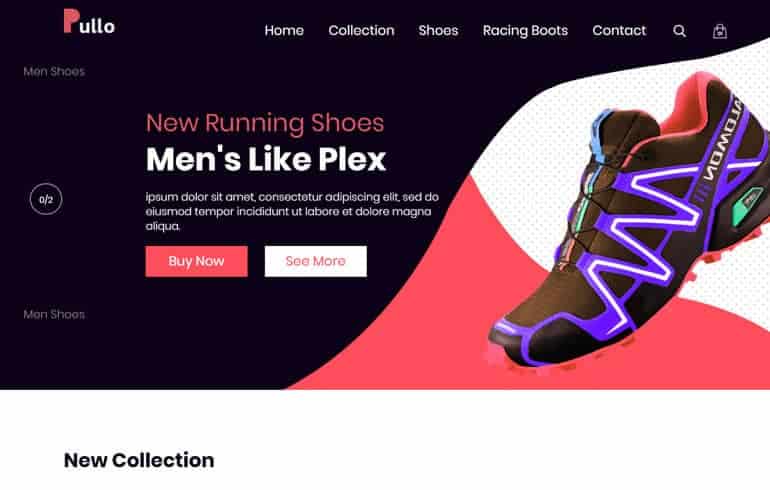 Pullo
Home Collection Shoes Racing Boots Contact
Men Shoes
New Running Shoes
Men's Like Plex
ipsum dolor sit amet, consectetur adipiscing elit, sed do
eiusmod tempor incididunt ut labore et dolore magna
aliqua.
0/2
Buy Now See More
Men Shoes
SALOMON
New Collection